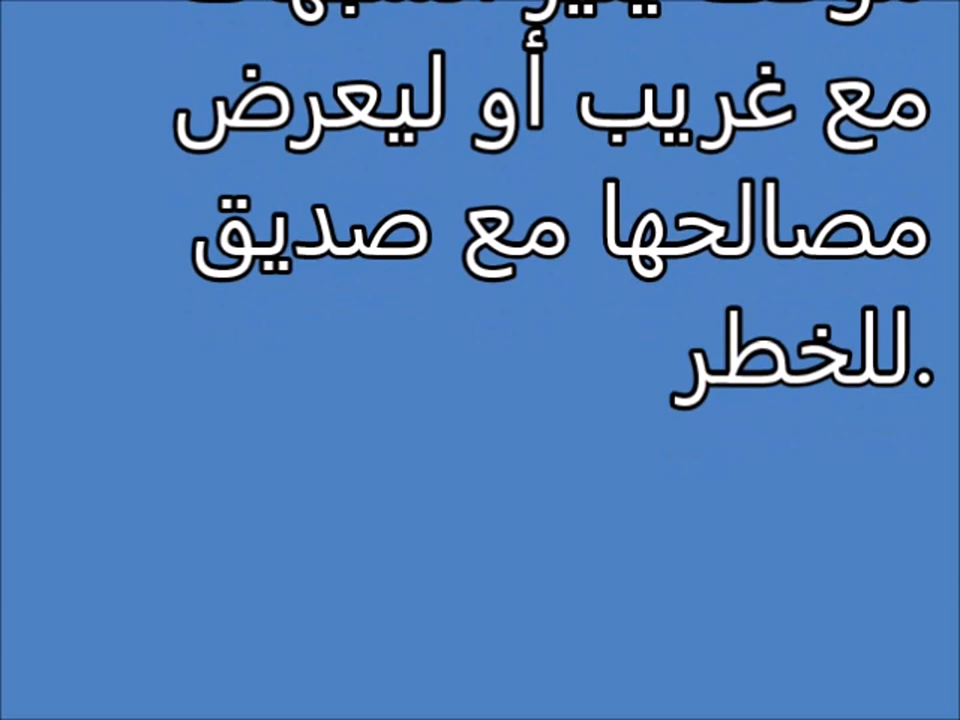 مع غريب أو ليعرض
مصالحها مع صديق
.للخطر